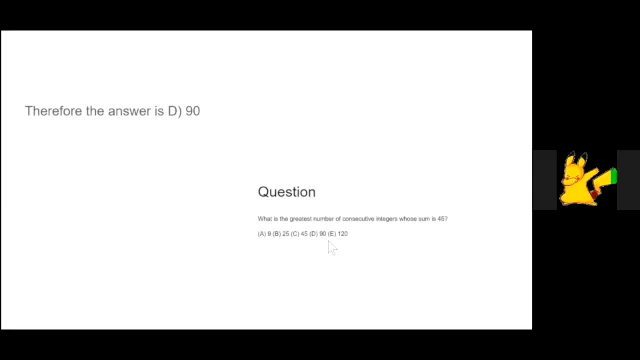 Therefore the answer is D) 90
Question
What is the greatest number of consecutive integers whose sum is 45?
(A) 9 (B) 25 (C) 45 (D) 90 (E) 120